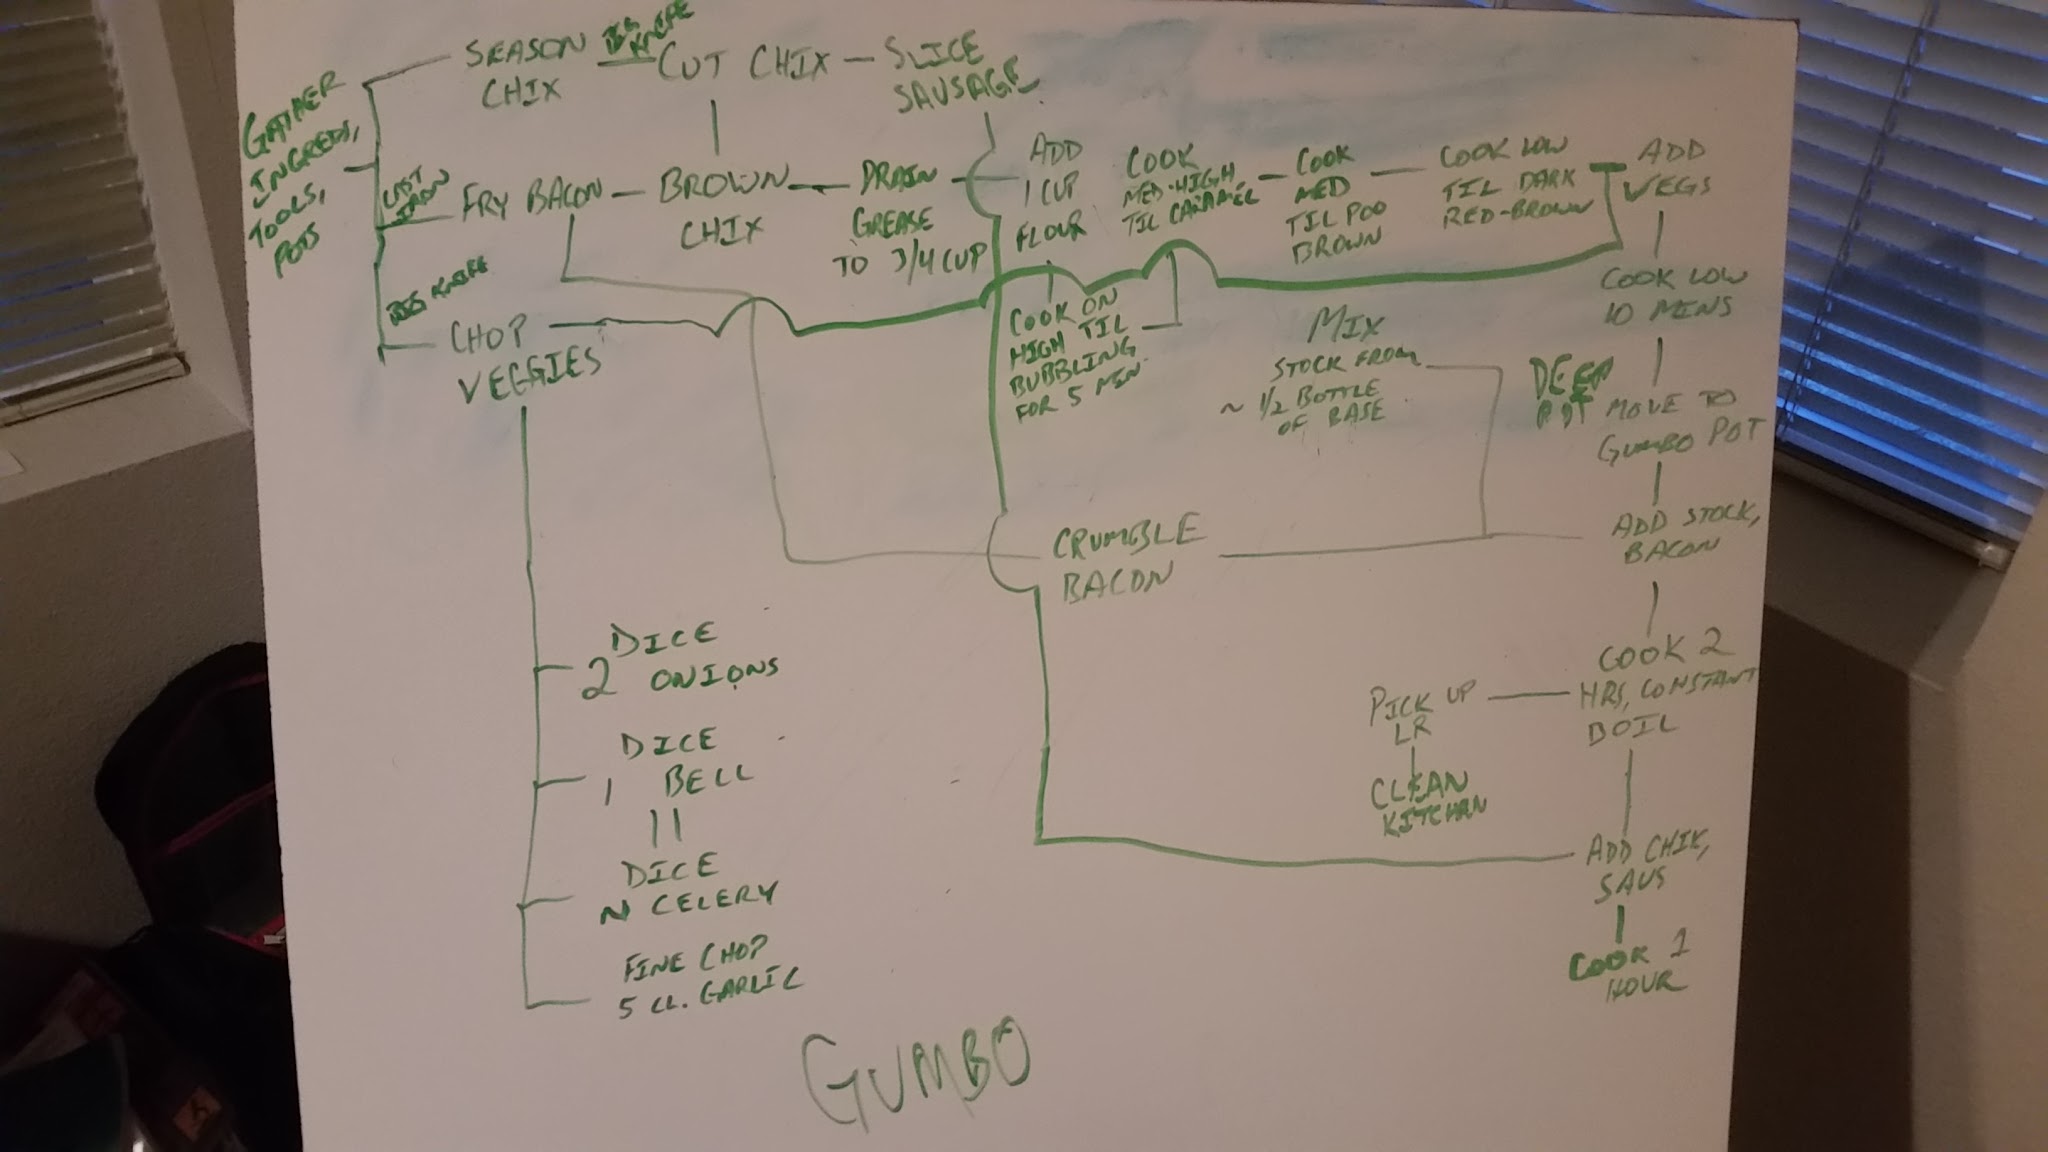 GATHER
INGREDS,
TOOLS,
POTS
SEASON
CHIX
BIG
KNIFE
CUT CHIX
SLICE
SAUSAGE
CAST
IRON
FRY BACON
BROWN
CHIX
DRAIN
GREASE
TO 3/4 CUP
ADD
1 CUP
FLOUR
COOK ON
HIGH TIL
BUBBLING
FOR 5 MIN
COOK
MED-HIGH
TIL CARAMEL
COOK
MED
TIL POO
BROWN
COOK LOW
TIL DARK
RED-BROWN
ADD
VEGS
COOK LOW
10 MINS
DEEP
POT
MOVE TO
GUMBO POT
BIG KNIFE
CHOP
VEGGIES
MIX
STOCK FROM
~ 1/2 BOTTLE
OF BASE
CRUMBLE
BACON
ADD STOCK,
BACON
DICE
2 ONIONS
DICE
1 BELL
DICE
N CELERY
FINE CHOP
5 CL. GARLIC
COOK 2
HRS, CONSTANT
BOIL
PICK UP
LR
CLEAN
KITCHEN
ADD CHIX,
SAUS
COOK 1
HOUR
GUMBO